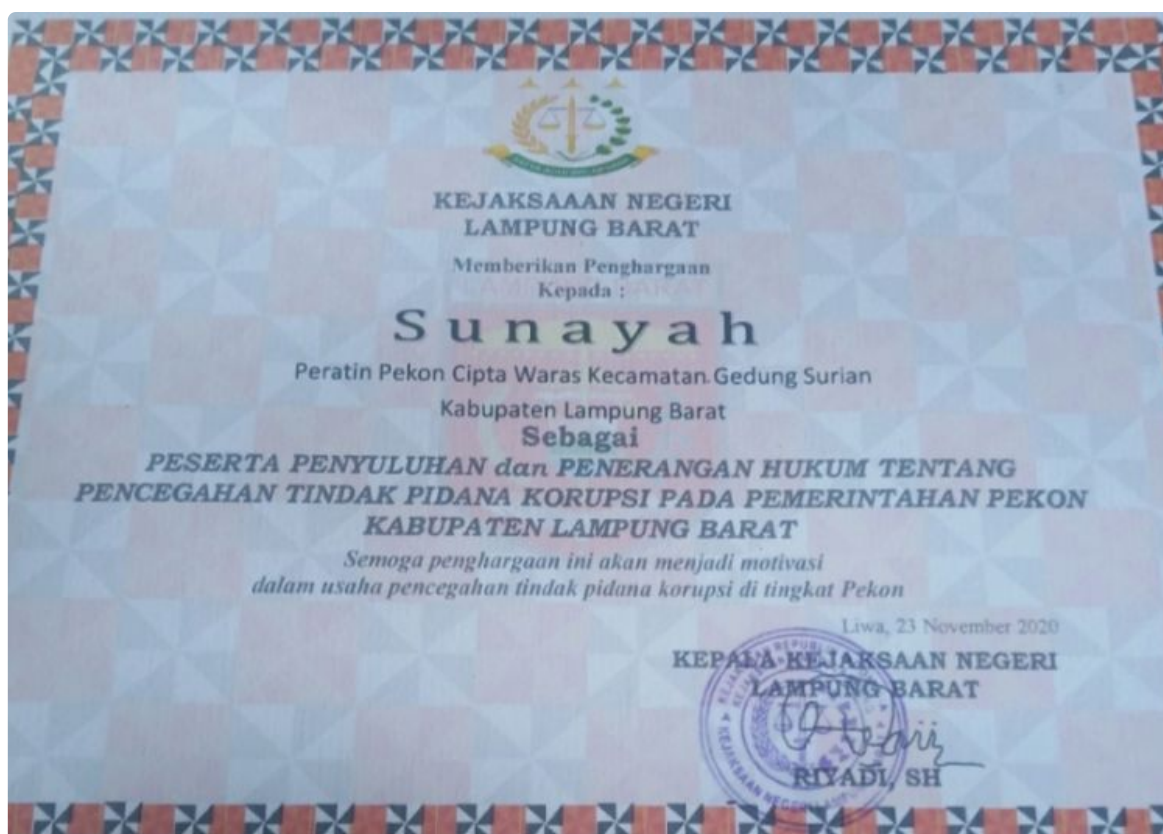 KEJAKSAAAN NEGERI
LAMPUNG BARAT
Memberikan Penghargaan
Kepada :
Sunayah
Peratin Pekon Cipta Waras Kecamatan Gedung Surian
Kabupaten Lampung Barat
Sebagai
PESERTA PENYULUHAN dan PENERANGAN HUKUM TENTANG
PENCEGAHAN TINDAK PIDANA KORUPSI PADA PEMERINTAHAN PEKON
KABUPATEN LAMPUNG BARAT
Semoga penghargaan ini akan menjadi motivasi
dalam usaha pencegahan tindak pidana korupsi di tingkat Pekon
Liwa, 23 November 2020
KEPALA KEJAKSAAN NEGERI
LAMPUNG BARAT
RIYADI, SH